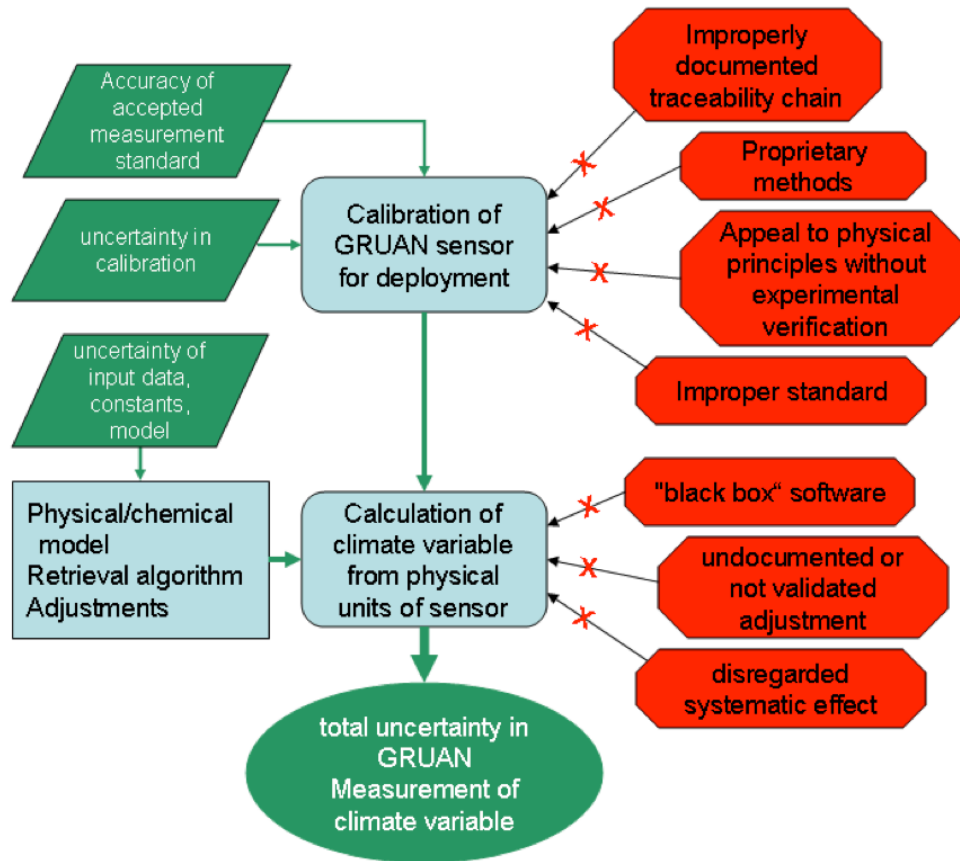 Accuracy of
accepted
measurement
standard
uncertainty in
calibration
uncertainty of
input data,
constants,
model
Physical/chemical
model
Retrieval algorithm
Adjustments
Calibration of
GRUAN sensor
for deployment
Calculation of
climate variable
from physical
units of sensor
total uncertainty in
GRUAN
Measurement of
climate variable
Improperly
documented
traceability chain
Proprietary
methods
Appeal to physical
principles without
experimental
verification
Improper standard
"black box“ software
undocumented or
not validated
adjustment
disregarded
systematic effect